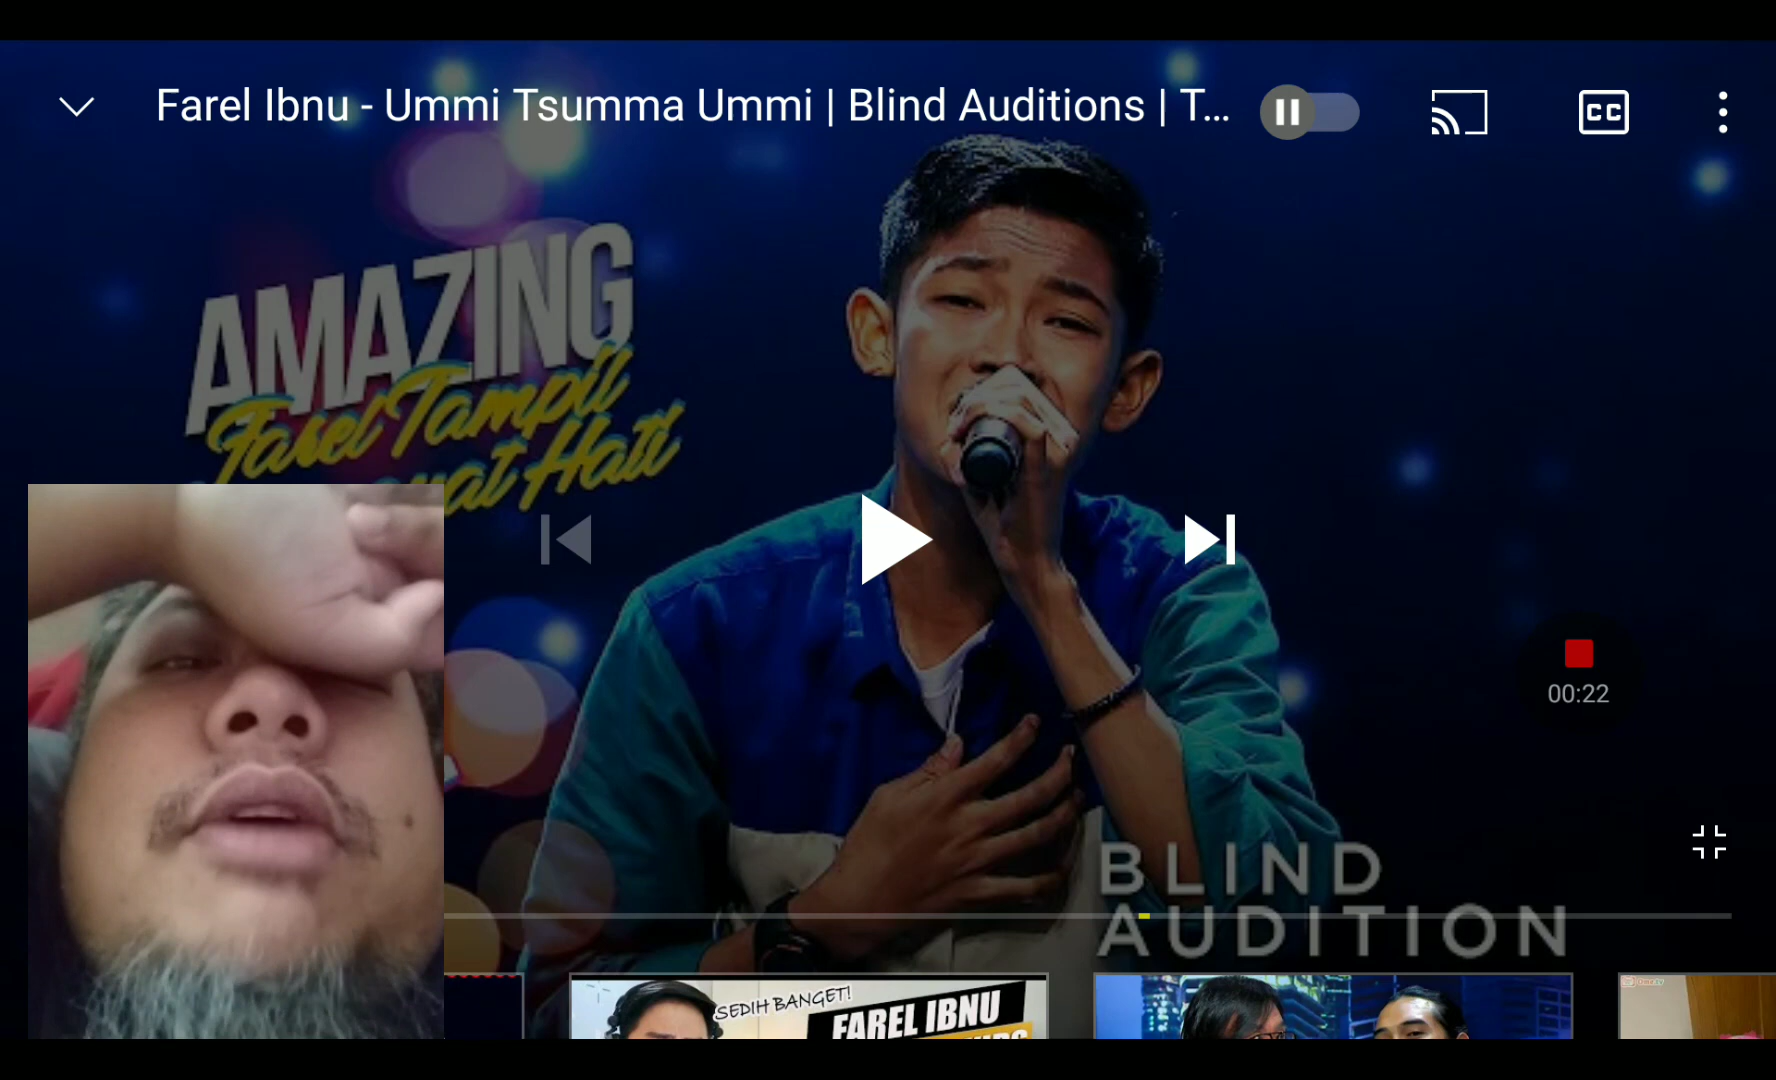 Farel Ibnu - Ummi Tsumma Ummi | Blind Auditions | T...
CC
AMAZING
Farel Tampil
Hati
00:22
BLIND
AUDITION
SEDIH BANGET!
FAREL IBNU